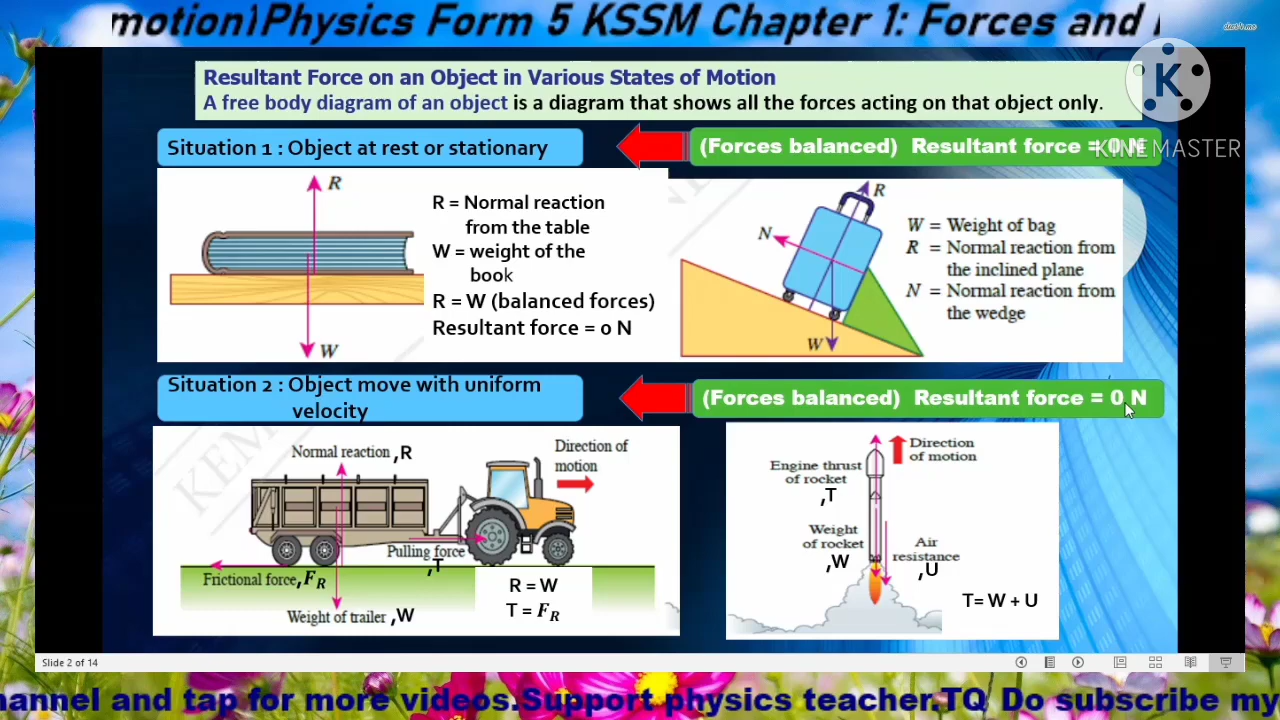 motion1Physics Form 5 KSSM Chapter 1: Forces and
Resultant Force on an Object in Various States of Motion
A free body diagram of an object is a diagram that shows all the forces acting on that object only.
K
KINEMASTER
Situation 1 : Object at rest or stationary
(Forces balanced) Resultant force = 0 N
R
W
R = Normal reaction
from the table
W = weight of the
book
R = W (balanced forces)
Resultant force = 0 N
R
N
W
W = Weight of bag
R = Normal reaction from
the inclined plane
N = Normal reaction from
the wedge
Situation 2 : Object move with uniform
velocity
(Forces balanced) Resultant force = 0 N
Normal reaction ,R
Direction of
motion
Pulling force
,T
Frictional force, FR
Weight of trailer ,W
R = W
T = FR
Direction
of motion
Engine thrust
of rocket
,T
Weight
of rocket
,W
Air
resistance
,U
T= W + U
Slide 2 of 14
hannel and tap for more videos.Support physics teacher.TQ Do subscribe my